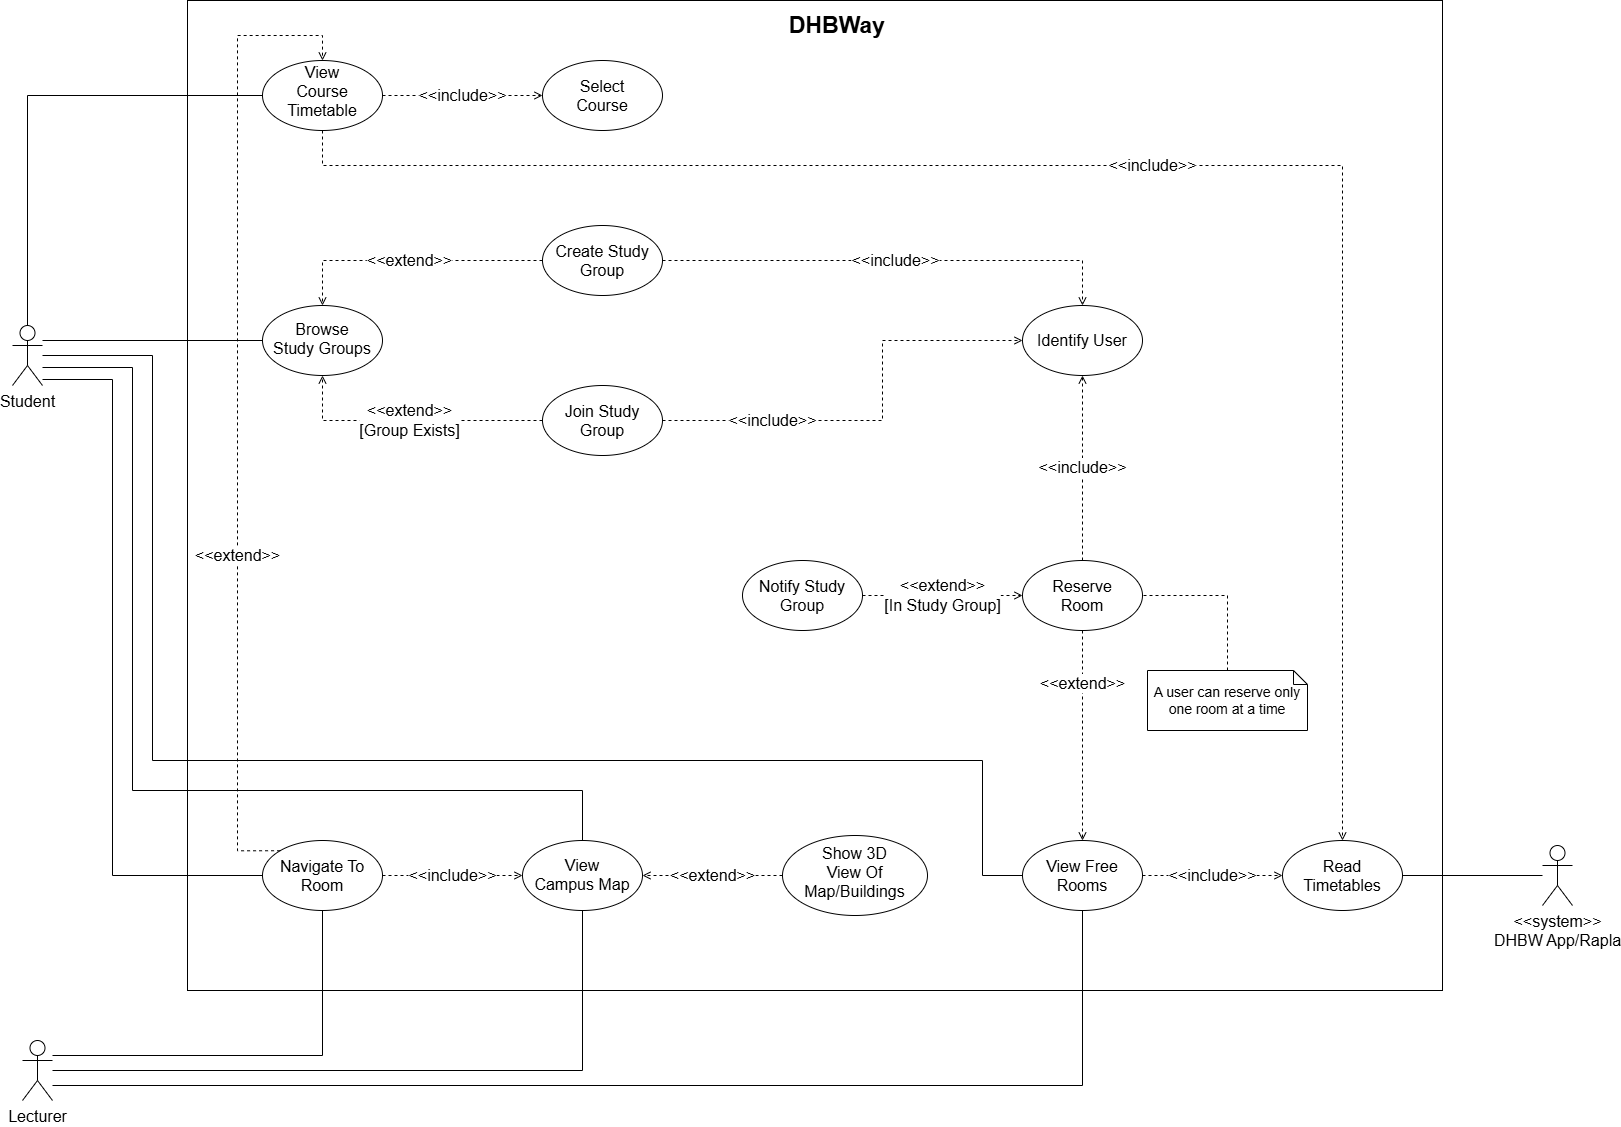 DHBWay
View
Course
Timetable
<<include>>
Select
Course
<<include>>
Create Study
Group
<<extend>>
<<include>>
Browse
Study Groups
Identify User
Student
<<extend>>
[Group Exists]
Join Study
Group
<<include>>
<<include>>
<<extend>>
Notify Study
Group
<<extend>>
[In Study Group]
Reserve
Room
<<extend>>
A user can reserve only
one room at a time
Navigate To
Room
<<include>>
View
Campus Map
<<extend>>
Show 3D
View Of
Map/Buildings
View Free
Rooms
<<include>>
Read
Timetables
<<system>>
DHBW App/Rapla
Lecturer